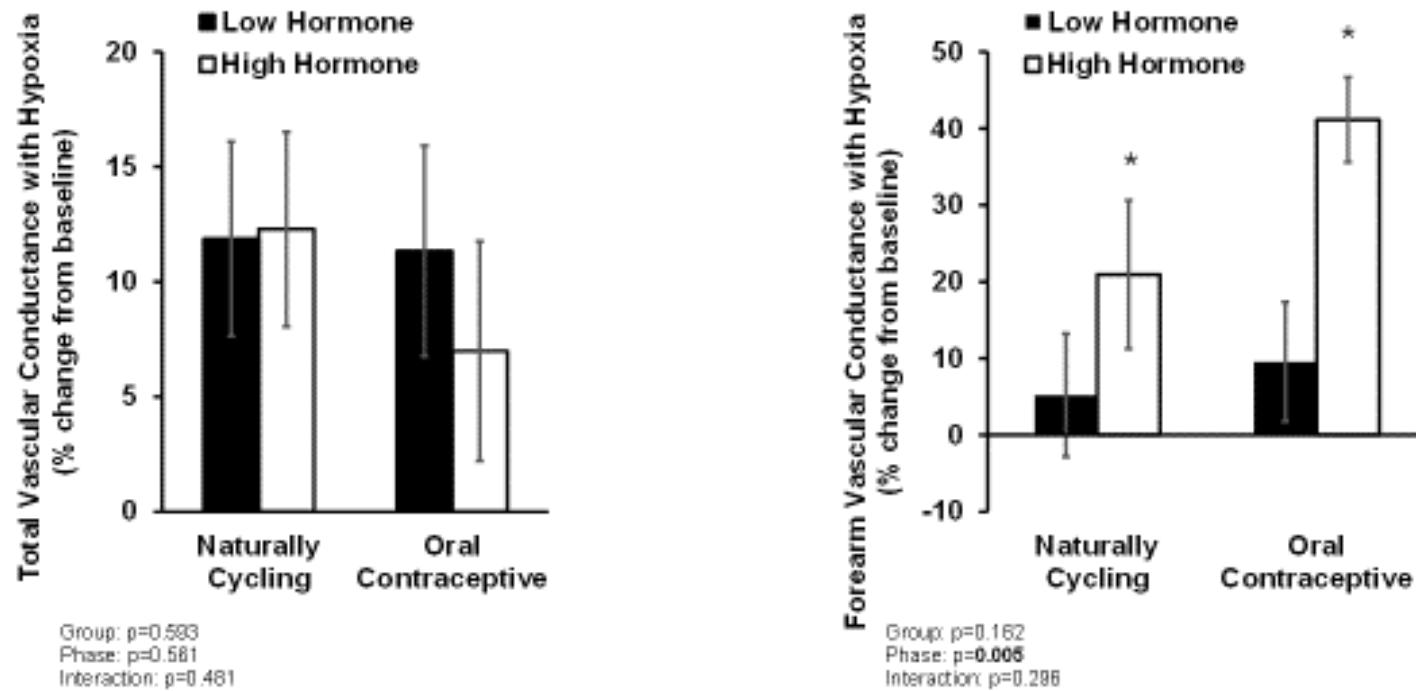 Total Vascular Conductance with Hypoxia
(% change from baseline)
Low Hormone
High Hormone
20
15
10
5
0
Naturally
Cycling
Oral
Contraceptive
Group: p=0.593
Phase: p=0.561
Interaction: p=0.481
Forearm Vascular Conductance with Hypoxia
(% change from baseline)
Low Hormone
High Hormone
50
40
30
20
10
0
-10
*
*
Naturally
Cycling
Oral
Contraceptive
Group: p=0.162
Phase: p=0.005
Interaction: p=0.296